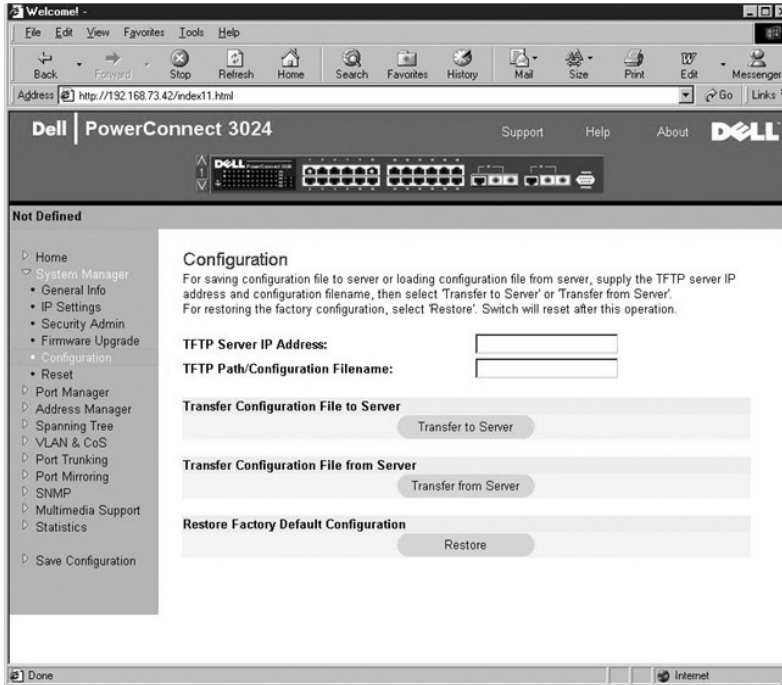 Welcome! -
File Edit View Favorites Tools Help
Back Forward Stop Refresh Home Search Favorites History Mail Size Print Edit Messenger
Address http://192.168.73.42/index11.html Go Links
Dell PowerConnect 3024 Support Help About DELL
1
DELL
Not Defined
Home
System Manager
• General Info
• IP Settings
• Security Admin
• Firmware Upgrade
• Configuration
• Reset
Port Manager
Address Manager
Spanning Tree
VLAN & CoS
Port Trunking
Port Mirroring
SNMP
Multimedia Support
Statistics
Save Configuration
Configuration
For saving configuration file to server or loading configuration file from server, supply the TFTP server IP
address and configuration filename, then select 'Transfer to Server' or 'Transfer from Server'.
For restoring the factory configuration, select 'Restore'. Switch will reset after this operation.
TFTP Server IP Address:
TFTP Path/Configuration Filename:
Transfer Configuration File to Server
Transfer to Server
Transfer Configuration File from Server
Transfer from Server
Restore Factory Default Configuration
Restore
Done Internet